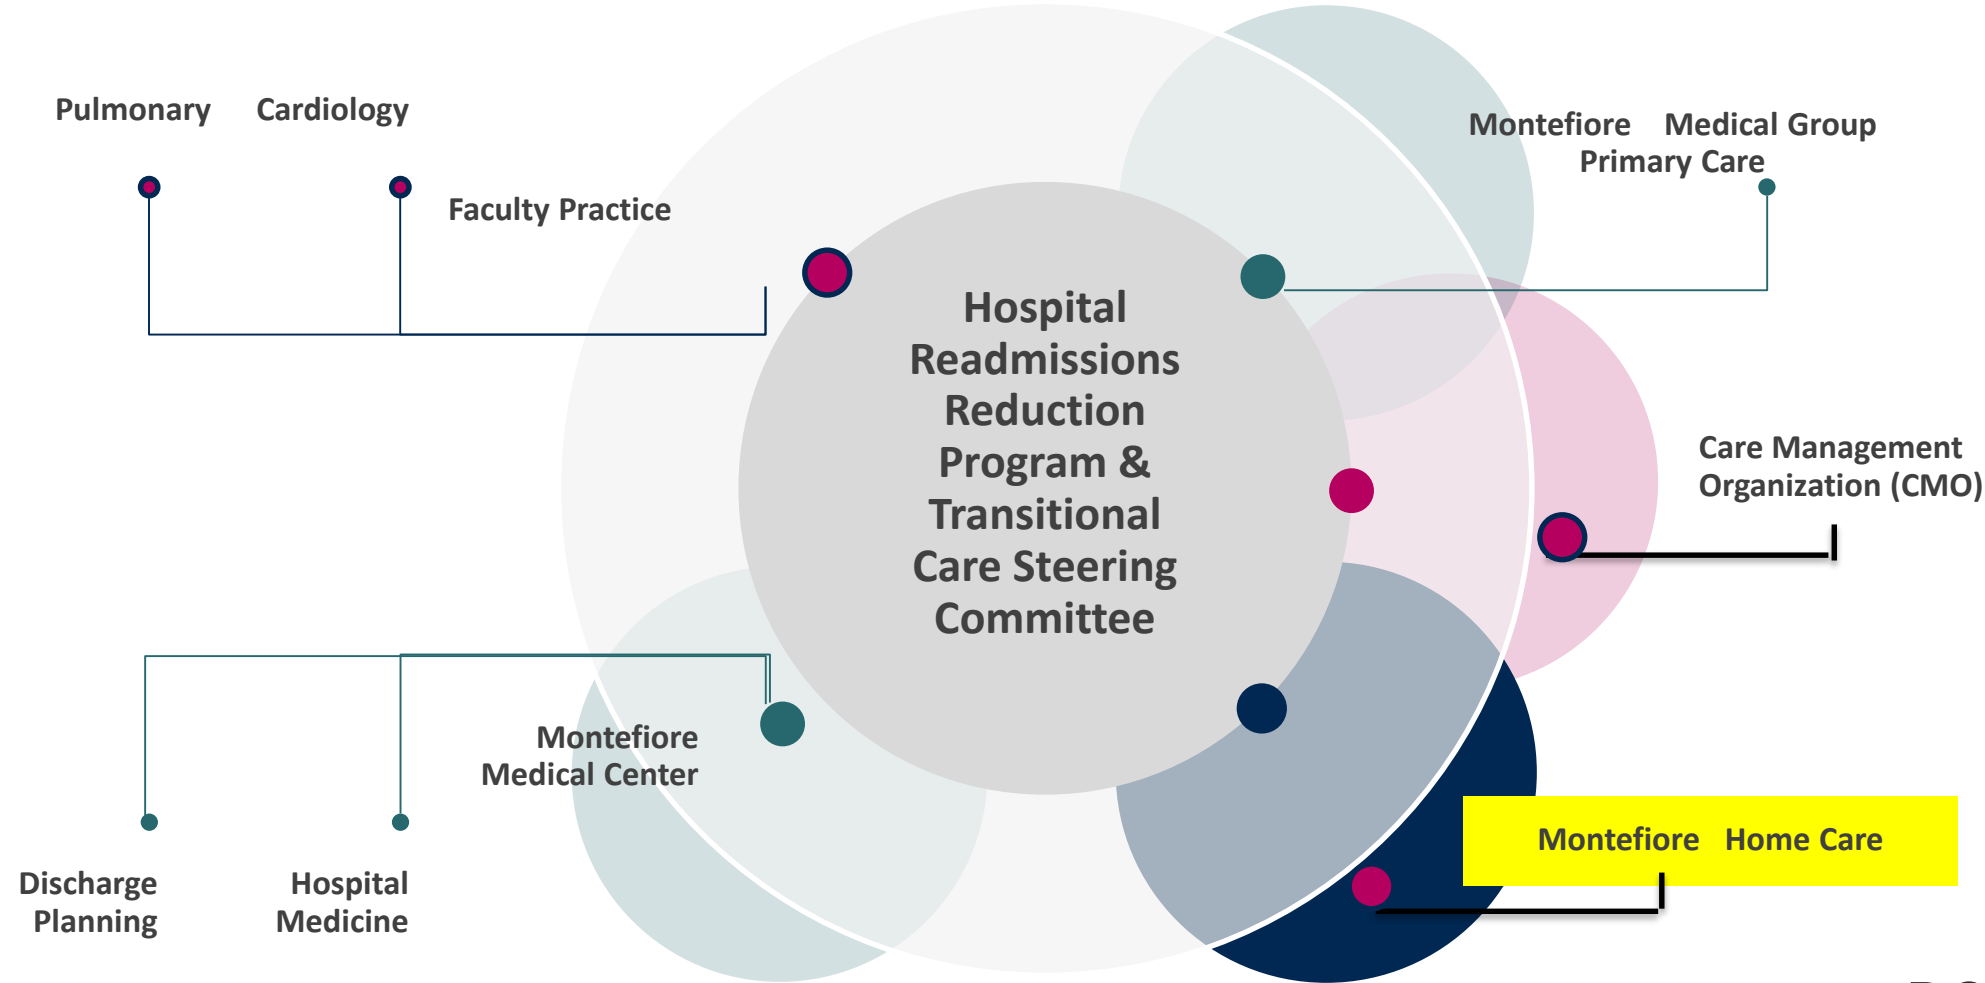 Pulmonary
Cardiology
Faculty Practice
Montefiore Medical Group
Primary Care
Hospital
Readmissions
Reduction
Program &
Transitional
Care Steering
Committee
Care Management
Organization (CMO)
Montefiore
Medical Center
Montefiore Home Care
Discharge
Planning
Hospital
Medicine